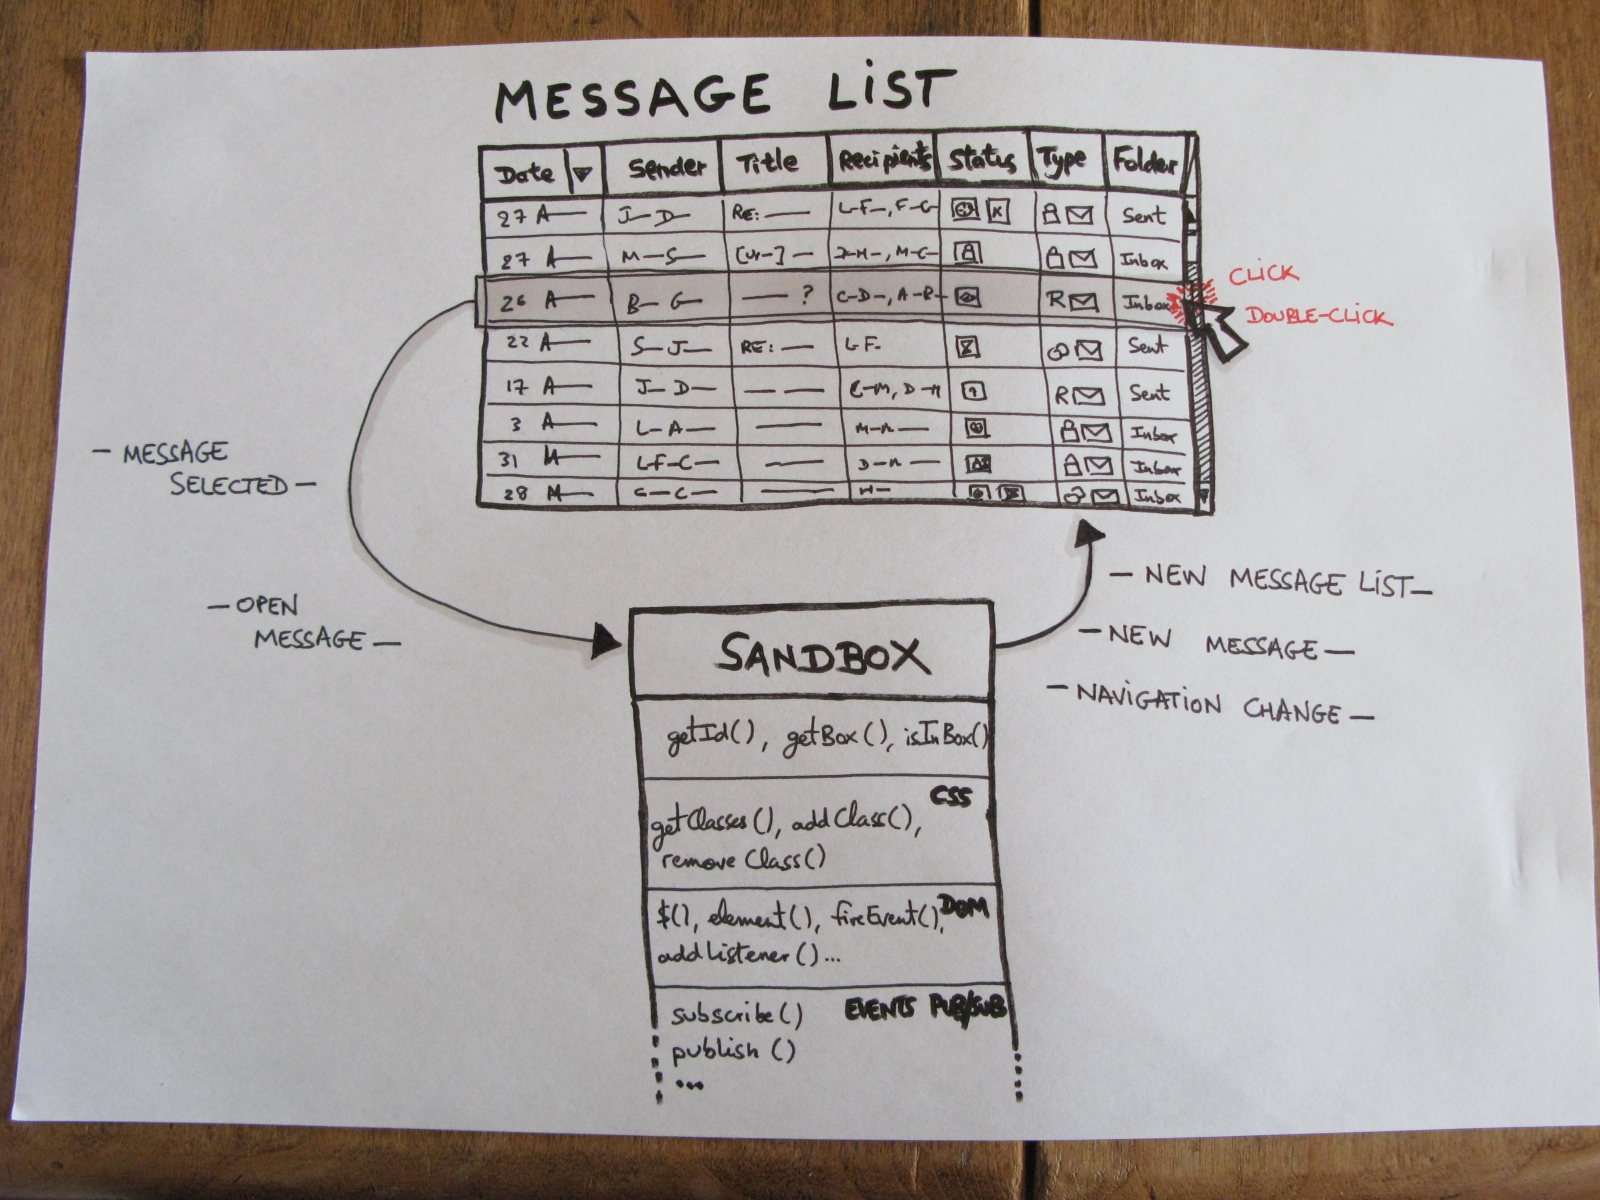 MESSAGE LIST
Date Sender Title Recipients Status Type Folder
27 A J D RE: L-F-, F-G Sent
27 A M-S [ur-] M-C- Inbox
26 A B-G ? C-D-, A-P- R Inbox
22 A S-J RE: L-F- Sent
17 A J-D D-M R Sent
3 A L-A M-M Inbox
31 M L-F-C D-M Inbox
28 M G-C H- Inbox
CLICK
DOUBLE-CLICK
- MESSAGE
SELECTED -
- OPEN
MESSAGE -
- NEW MESSAGE LIST -
- NEW MESSAGE -
- NAVIGATION CHANGE -
SANDBOX
getId(), getBox(), isInBox()
CSS
getClasses(), addClass(),
removeClass()
DOM
$(), element(), fireEvent(),
addListener()...
EVENTS PUB/SUB
subscribe()
publish()
...